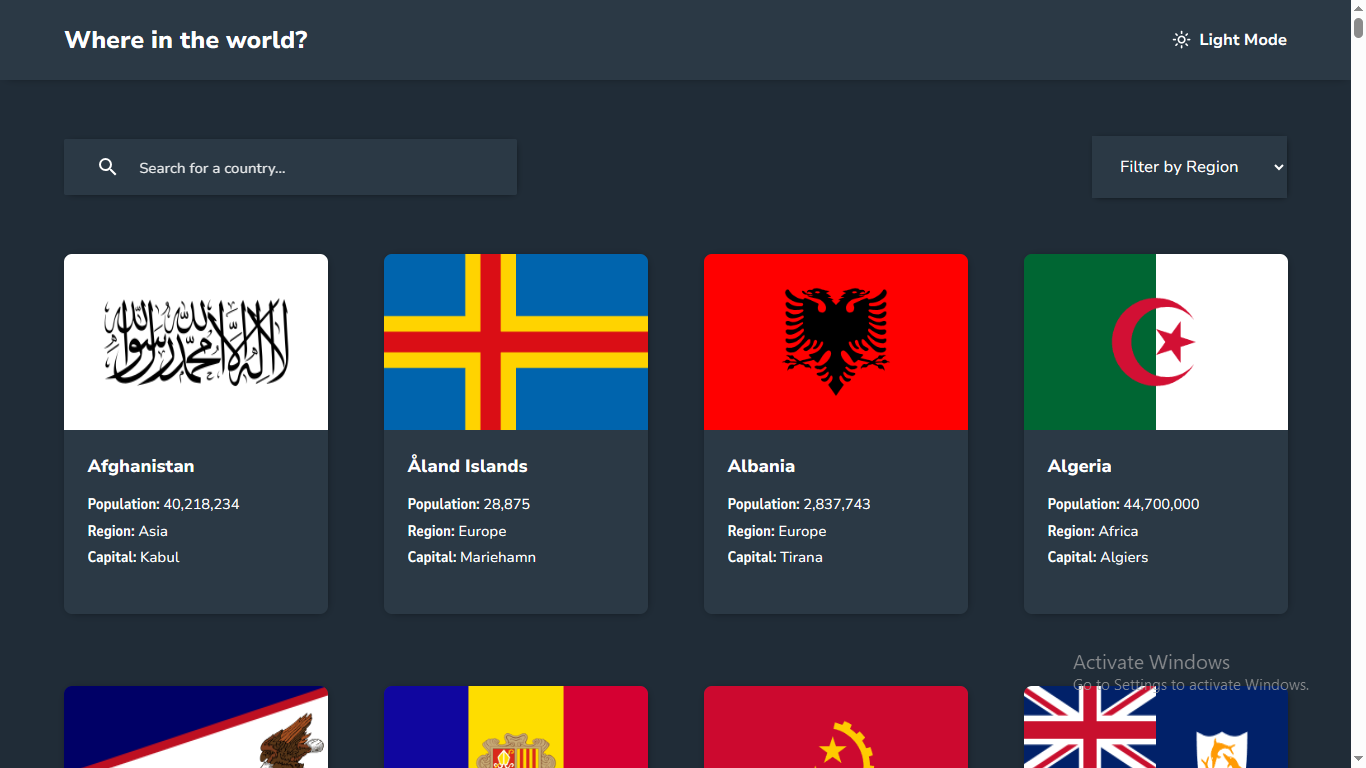 Where in the world?
Light Mode
Search for a country...
Filter by Region
لا إله إلا الله محمد رسول الله
Afghanistan
Population: 40,218,234
Region: Asia
Capital: Kabul
Åland Islands
Population: 28,875
Region: Europe
Capital: Mariehamn
Albania
Population: 2,837,743
Region: Europe
Capital: Tirana
Algeria
Population: 44,700,000
Region: Africa
Capital: Algiers
Activate Windows
Go to Settings to activate Windows.